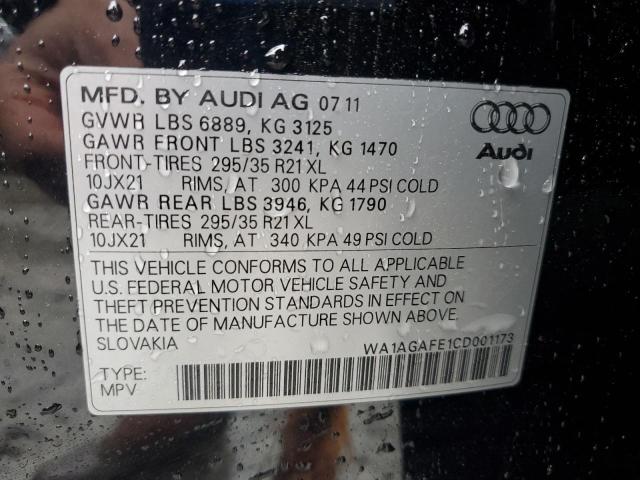 MFD. BY AUDI AG 07 11
GVWR LBS 6889, KG 3125
GAWR FRONT LBS 3241, KG 1470
FRONT-TIRES 295/35 R21 XL
10JX21 RIMS, AT 300 KPA 44 PSI COLD
GAWR REAR LBS 3946, KG 1790
REAR-TIRES 295/35 R21 XL
10JX21 RIMS, AT 340 KPA 49 PSI COLD
Audi
THIS VEHICLE CONFORMS TO ALL APPLICABLE
U.S. FEDERAL MOTOR VEHICLE SAFETY AND
THEFT PREVENTION STANDARDS IN EFFECT ON
THE DATE OF MANUFACTURE SHOWN ABOVE.
SLOVAKIA WA1AGAFE1CD001173
TYPE:
MPV